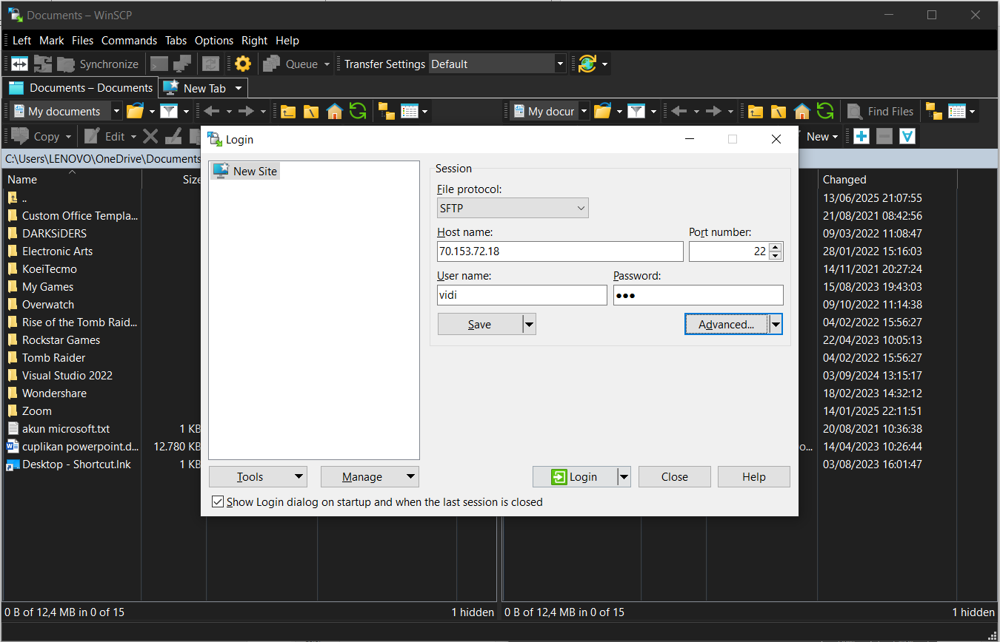 Documents – WinSCP
Left Mark Files Commands Tabs Options Right Help
Synchronize Queue Transfer Settings Default
Documents – Documents New Tab
My documents My docur Find Files
Copy Edit New
C:\Users\LENOVO\OneDrive\Documents
Name Size Changed
..
Custom Office Templa...
DARKSiDERS
Electronic Arts
KoeiTecmo
My Games
Overwatch
Rise of the Tomb Raid...
Rockstar Games
Tomb Raider
Visual Studio 2022
Wondershare
Zoom
akun microsoft.txt 1 KB
cuplikan powerpoint.d... 12.780 KB
Desktop - Shortcut.lnk 1 KB
Login
New Site
Session
File protocol:
SFTP
Host name: Port number:
70.153.72.18 22
User name: Password:
vidi ●●●
Save Advanced...
Tools Manage Login Close Help
Show Login dialog on startup and when the last session is closed
13/06/2025 21:07:55
21/08/2021 08:42:56
09/03/2022 11:08:47
28/01/2022 15:16:03
14/11/2021 20:27:24
15/08/2023 19:43:03
09/10/2022 11:14:38
04/02/2022 15:56:27
22/04/2023 10:05:13
04/02/2022 15:56:27
03/09/2024 13:15:17
18/02/2023 14:32:12
14/01/2025 22:11:51
20/08/2021 10:36:38
o... 14/04/2023 10:26:44
03/08/2023 16:01:47
0 B of 12,4 MB in 0 of 15 1 hidden 0 B of 12,4 MB in 0 of 15 1 hidden